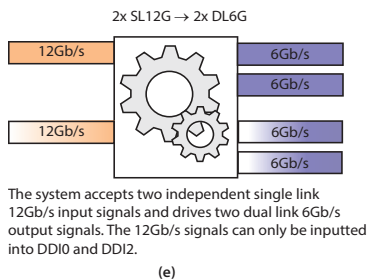 2x SL12G → 2x DL6G
12Gb/s
6Gb/s
6Gb/s
12Gb/s
6Gb/s
6Gb/s
The system accepts two independent single link
12Gb/s input signals and drives two dual link 6Gb/s
output signals. The 12Gb/s signals can only be inputted
into DDI0 and DDI2.
(e)